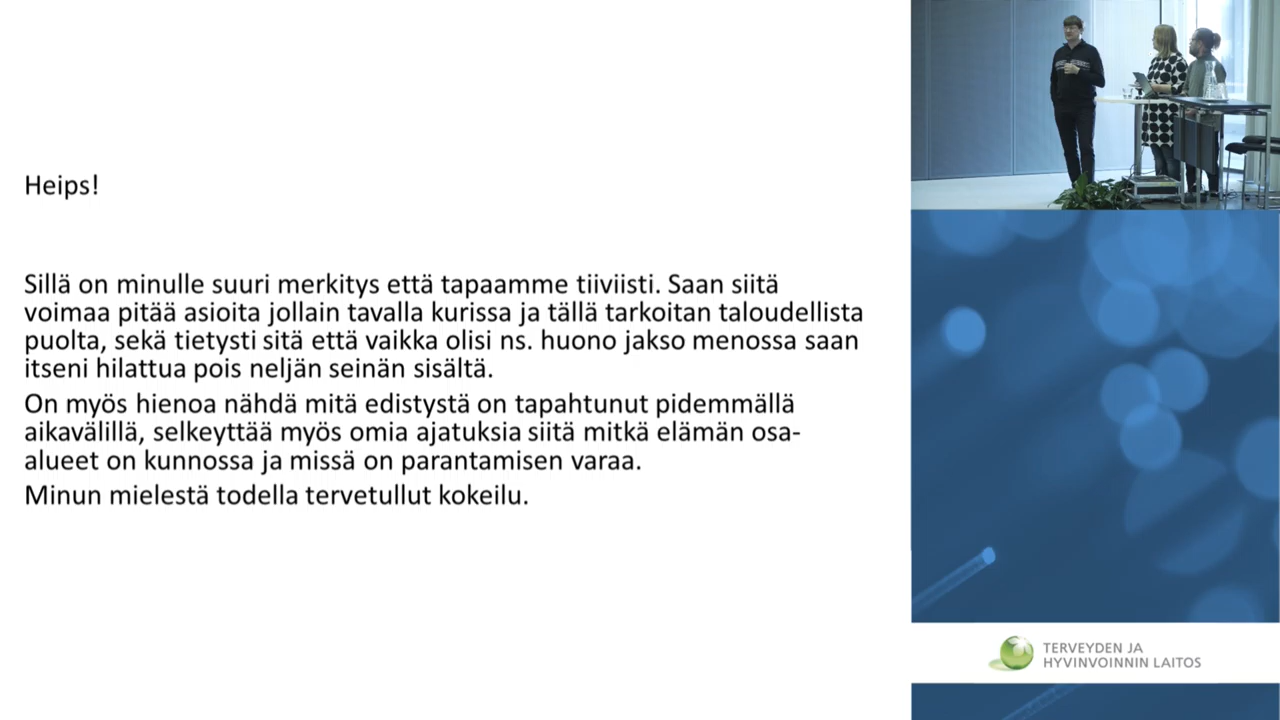 Heips!
Sillä on minulle suuri merkitys että tapaamme tiiviisti. Saan siitä
voimaa pitää asioita jollain tavalla kurissa ja tällä tarkoitan taloudellista
puolta, sekä tietysti sitä että vaikka olisi ns. huono jakso menossa saan
itseni hilattua pois neljän seinän sisältä.
On myös hienoa nähdä mitä edistystä on tapahtunut pidemmällä
aikavälillä, selkeyttää myös omia ajatuksia siitä mitkä elämän osa-
alueet on kunnossa ja missä on parantamisen varaa.
Minun mielestä todella tervetullut kokeilu.
TERVEYDEN JA
HYVINVOINNIN LAITOS